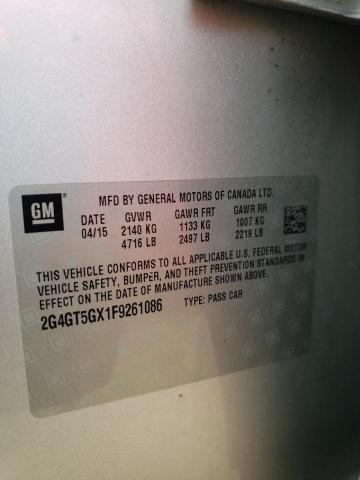 GM
MFD BY GENERAL MOTORS OF CANADA LTD.
DATE GVWR GAWR FRT GAWR RR
04/15 2140 KG 1133 KG 1007 KG
4716 LB 2497 LB 2219 LB
THIS VEHICLE CONFORMS TO ALL APPLICABLE U.S. FEDERAL MOTOR
VEHICLE SAFETY, BUMPER, AND THEFT PREVENTION STANDARDS IN
EFFECT ON THE DATE OF MANUFACTURE SHOWN ABOVE.
2G4GT5GX1F9261086 TYPE: PASS CAR